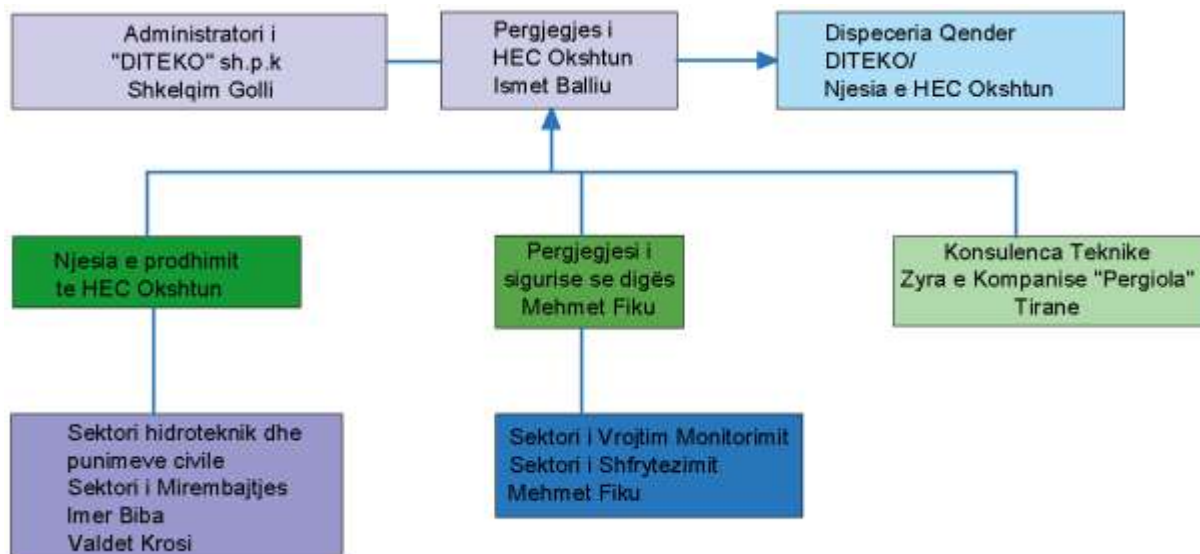 Administratori i
"DITEKO" sh.p.k
Shkelqim Golli
Pergjegjes i
HEC Okshtun
Ismet Balliu
Dispeceria Qender
DITEKO/
Njesia e HEC Okshtun
Njesia e prodhimit
te HEC Okshtun
Pergjegjesi i
sigurise se digës
Mehmet Fiku
Konsulenca Teknike
Zyra e Kompanise "Pergiola"
Tirane
Sektori hidroteknik dhe
punimeve civile
Sektori i Mirembajtjes
Imer Biba
Valdet Krosi
Sektori i Vrojtim Monitorimit
Sektori i Shfrytezimit
Mehmet Fiku